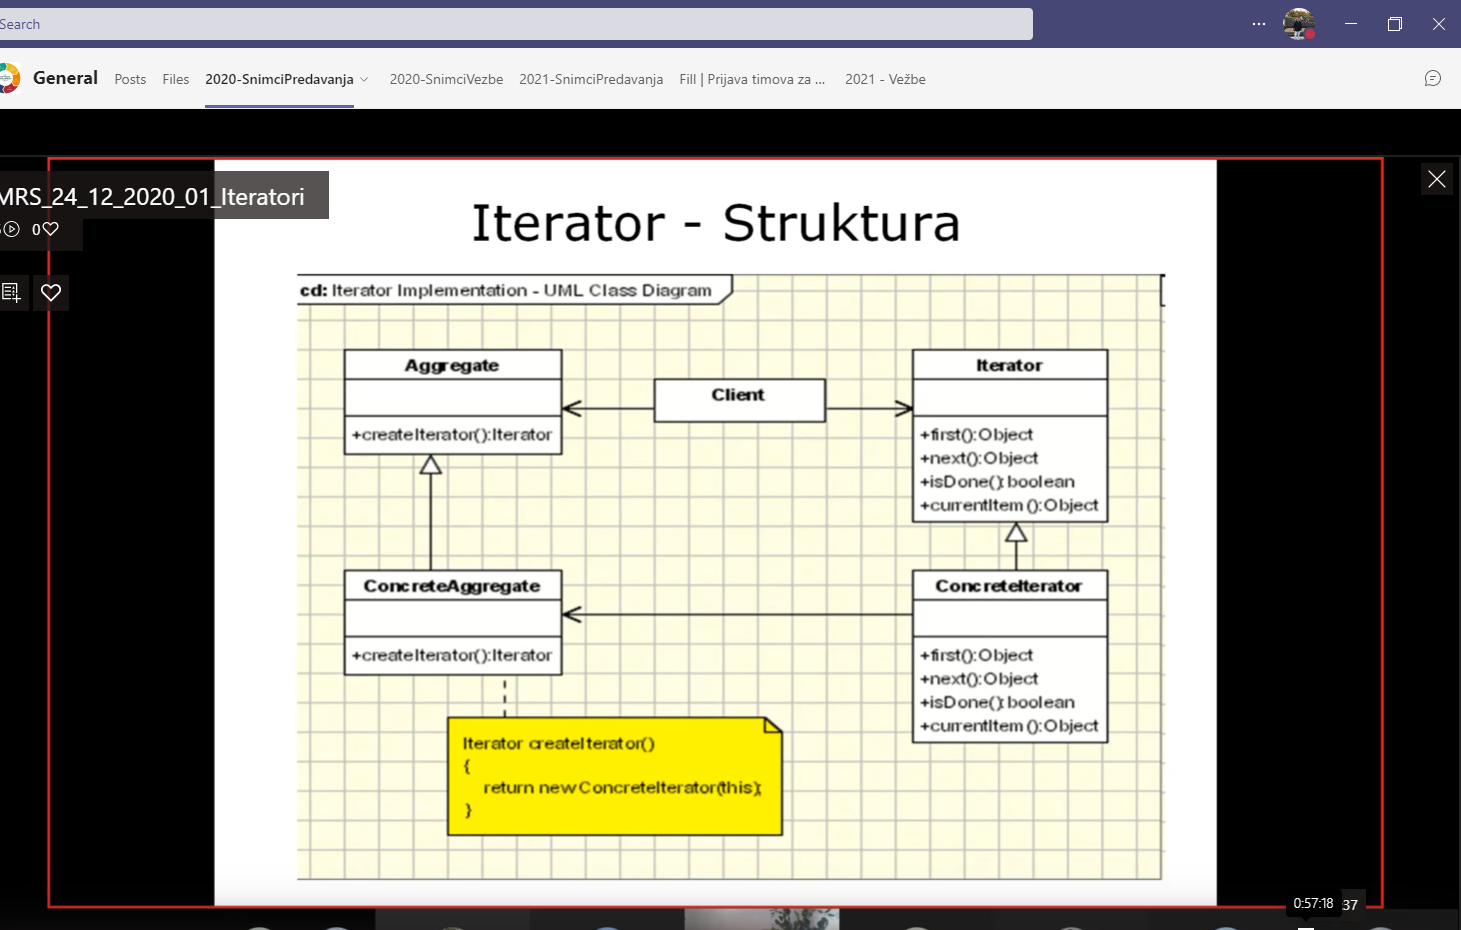 Search
General Posts Files 2020-SnimciPredavanja 2020-SnimciVezbe 2021-SnimciPredavanja Fill | Prijava timova za ... 2021 - Vežbe
MRS_24_12_2020_01_Iteratori
0
Iterator - Struktura
cd: Iterator Implementation - UML Class Diagram
Aggregate
+createIterator():Iterator
Client
Iterator
+first():Object
+next():Object
+isDone():boolean
+currentItem():Object
ConcreteAggregate
+createIterator():Iterator
ConcreteIterator
+first():Object
+next():Object
+isDone():boolean
+currentItem():Object
Iterator createIterator()
{
return new ConcreteIterator(this);
}
0:57:18
37